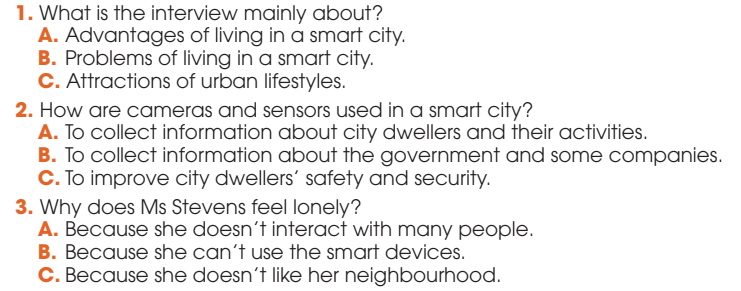 1. What is the interview mainly about?
A. Advantages of living in a smart city.
B. Problems of living in a smart city.
C. Attractions of urban lifestyles.
2. How are cameras and sensors used in a smart city?
A. To collect information about city dwellers and their activities.
B. To collect information about the government and some companies.
C. To improve city dwellers' safety and security.
3. Why does Ms Stevens feel lonely?
A. Because she doesn't interact with many people.
B. Because she can't use the smart devices.
C. Because she doesn't like her neighbourhood.